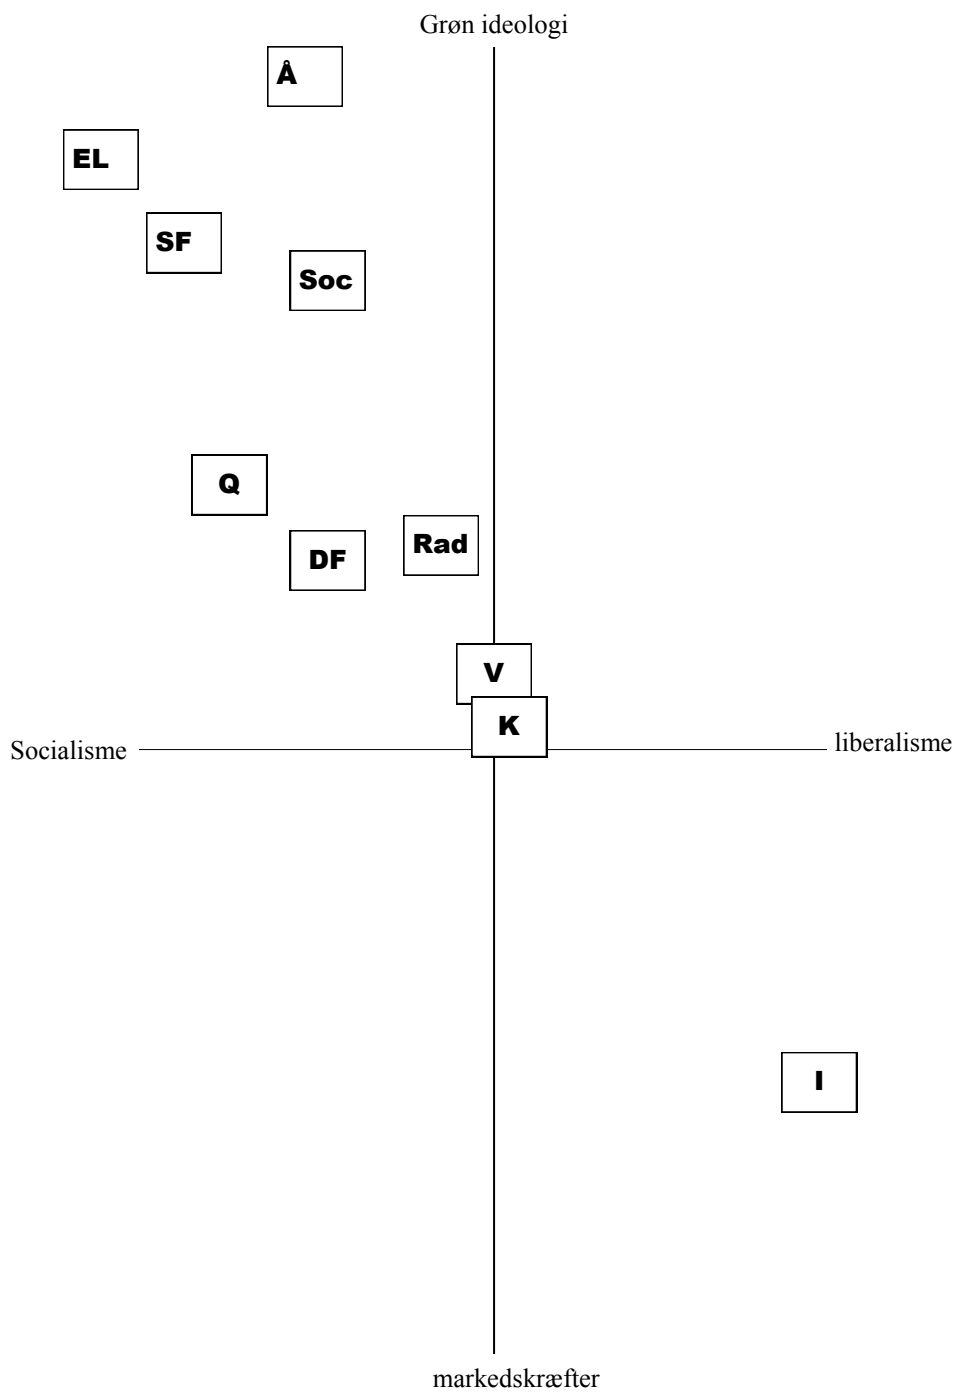 Grøn ideologi
Å
EL
SF
Soc
Q
Rad
DF
V
K
Socialisme
liberalisme
I
markedskræfter